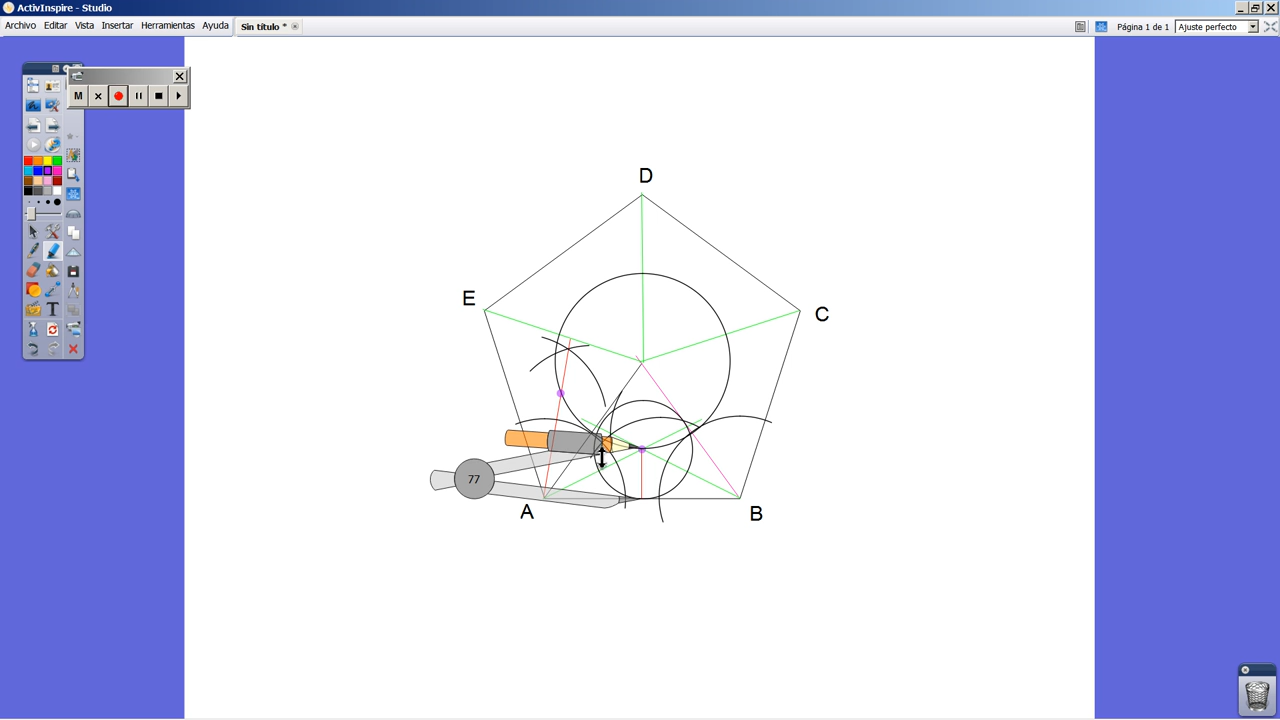 ActivInspire - Studio
Archivo Editar Vista Insertar Herramientas Ayuda Sin título * Página 1 de 1 Ajuste perfecto
M
D
E
C
77
A
B